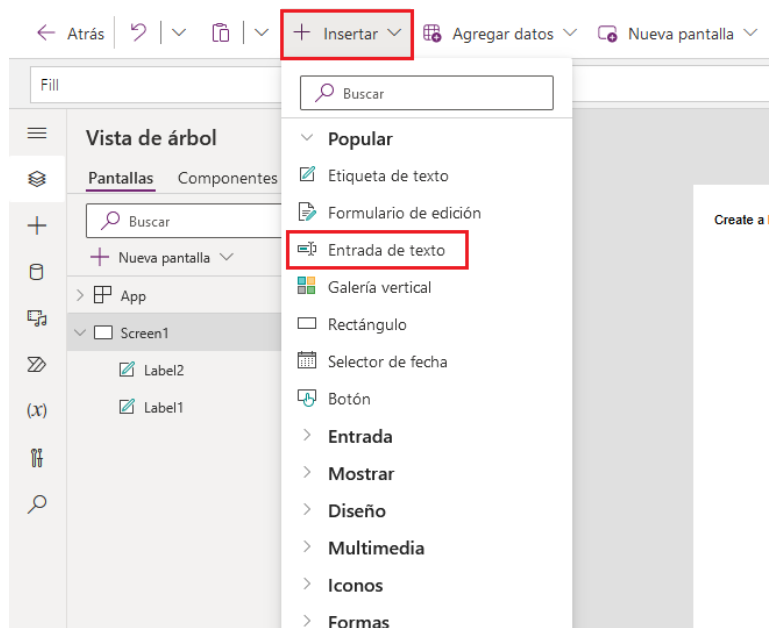 Atrás
Insertar
Agregar datos
Nueva pantalla
Fill
Vista de árbol
Pantallas
Componentes
Buscar
Nueva pantalla
App
Screen1
Label2
Label1
(x)
Buscar
Popular
Etiqueta de texto
Formulario de edición
Entrada de texto
Galería vertical
Rectángulo
Selector de fecha
Botón
Entrada
Mostrar
Diseño
Multimedia
Iconos
Formas
Create a